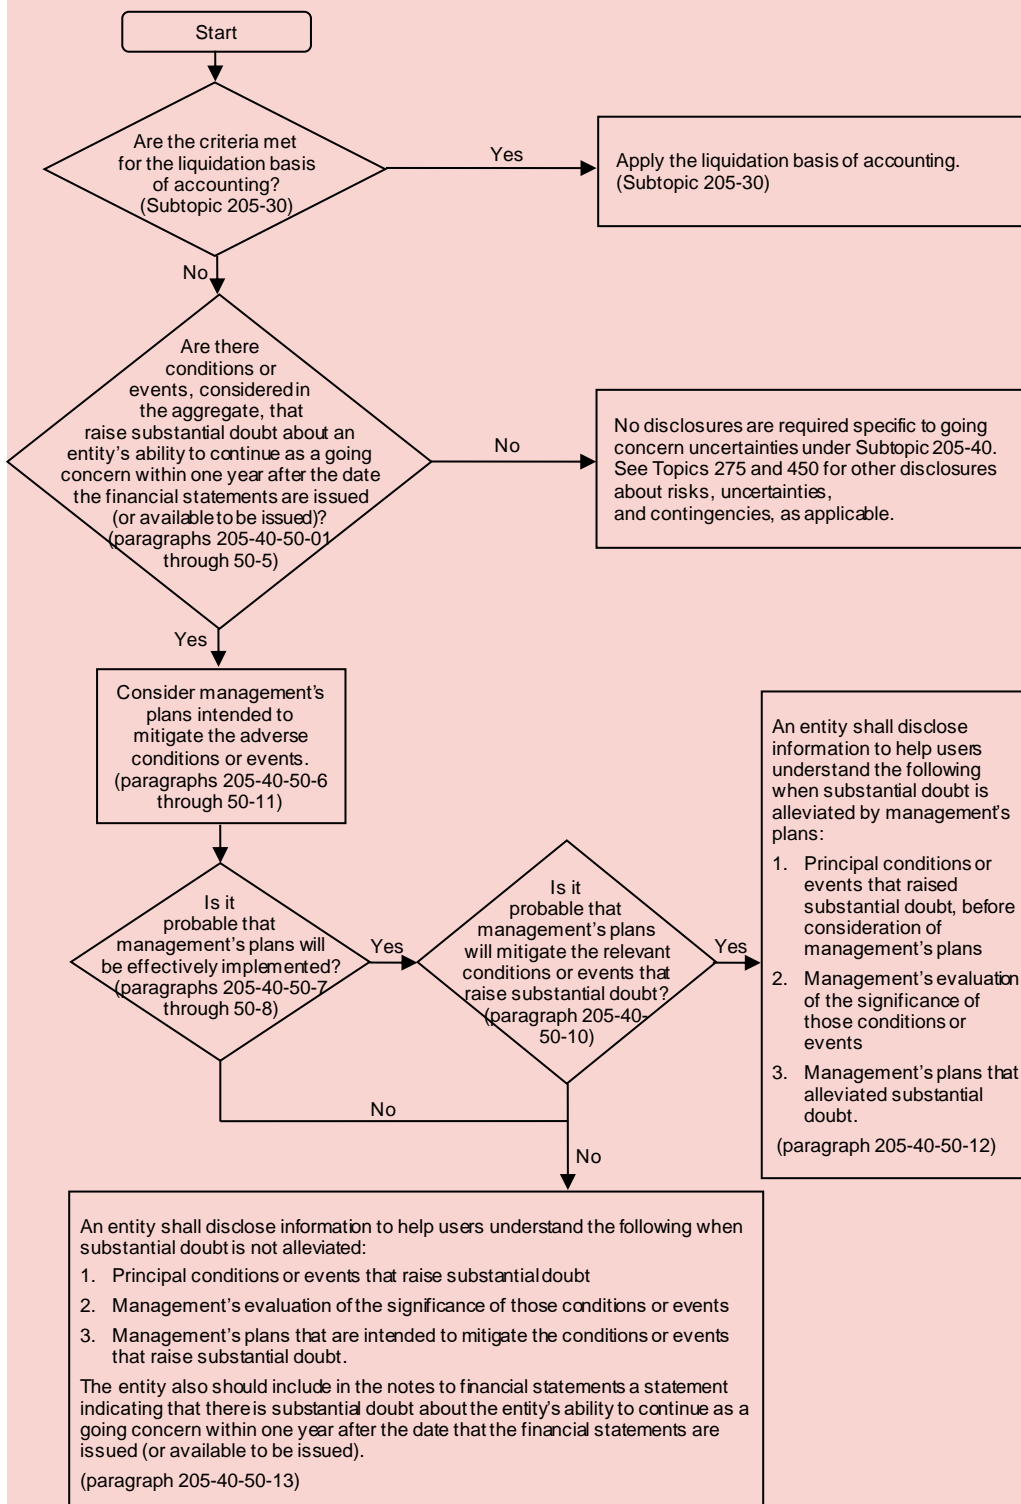 Start
Are the criteria met
for the liquidation basis
of accounting?
(Subtopic 205-30)
Yes
Apply the liquidation basis of accounting.
(Subtopic 205-30)
No
Are there
conditions or
events, considered in
the aggregate, that
raise substantial doubt about an
entity's ability to continue as a going
concern within one year after the date
the financial statements are issued
(or available to be issued)?
(paragraphs 205-40-50-01
through 50-5)
No
No disclosures are required specific to going
concern uncertainties under Subtopic 205-40.
See Topics 275 and 450 for other disclosures
about risks, uncertainties,
and contingencies, as applicable.
Yes
Consider management's
plans intended to
mitigate the adverse
conditions or events.
(paragraphs 205-40-50-6
through 50-11)
Is it
probable that
management's plans will
be effectively implemented?
(paragraphs 205-40-50-7
through 50-8)
Yes
Is it
probable that
management's plans
will mitigate the relevant
conditions or events that
raise substantial doubt?
(paragraph 205-40-
50-10)
Yes
An entity shall disclose
information to help users
understand the following
when substantial doubt is
alleviated by management's
plans:
1. Principal conditions or
events that raised
substantial doubt, before
consideration of
management's plans
2. Management's evaluation
of the significance of
those conditions or
events
3. Management's plans that
alleviated substantial
doubt.
(paragraph 205-40-50-12)
No
No
An entity shall disclose information to help users understand the following when
substantial doubt is not alleviated:
1. Principal conditions or events that raise substantial doubt
2. Management's evaluation of the significance of those conditions or events
3. Management's plans that are intended to mitigate the conditions or events
that raise substantial doubt.
The entity also should include in the notes to financial statements a statement
indicating that there is substantial doubt about the entity's ability to continue as a
going concern within one year after the date that the financial statements are
issued (or available to be issued).
(paragraph 205-40-50-13)